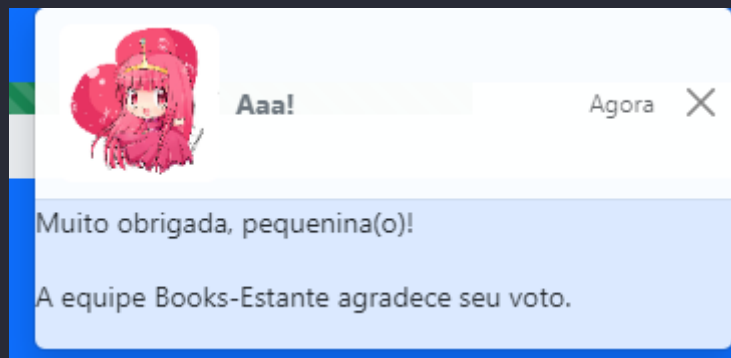 Aaa!
Agora
Muito obrigada, pequenina(o)!
A equipe Books-Estante agradece seu voto.